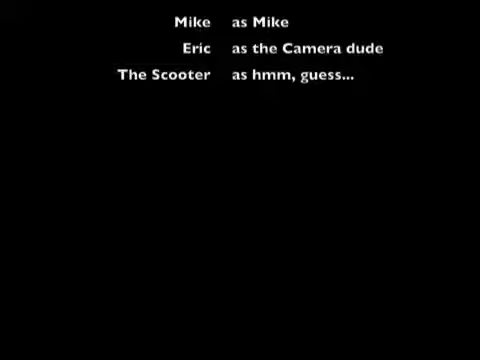 Mike as Mike
Eric as the Camera dude
The Scooter as hmm, guess...